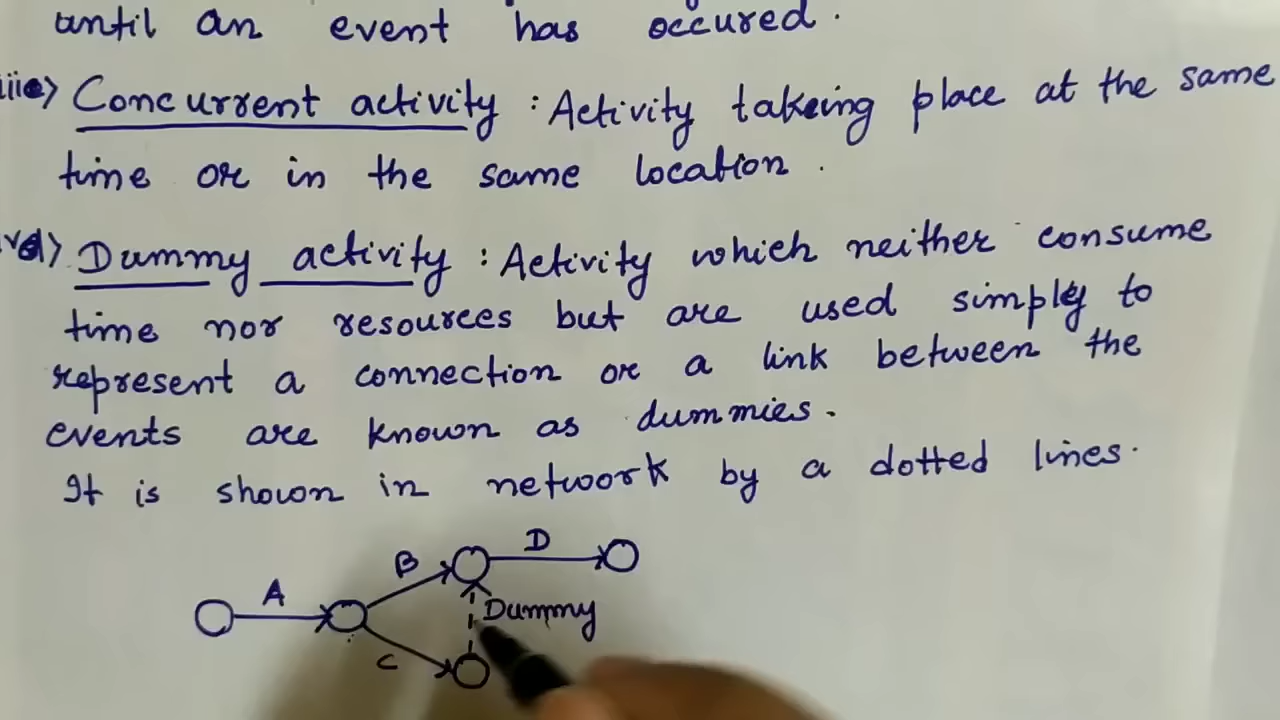 until an event has occured.
iiie) Concurrent activity : Activity takeing place at the same
time or in the same location.
Dummy activity : Activity which neither consume
time nor resources but are used simply to
represent a connection or a link between the
events are known as dummies.
It is shown in network by a dotted lines.
A B D
Dummy
C